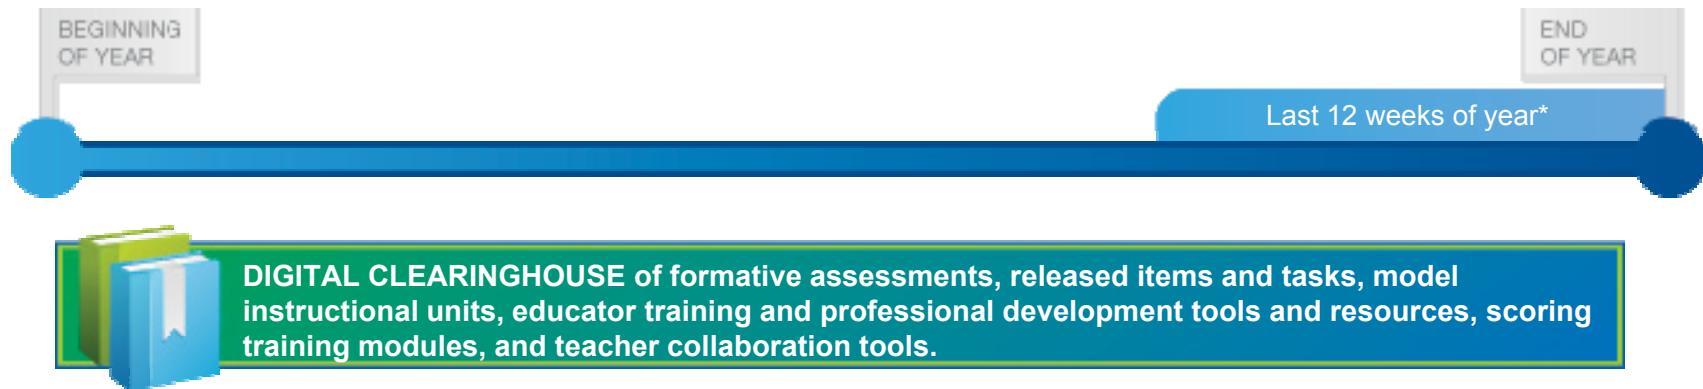 BEGINNING
OF YEAR
END
OF YEAR
Last 12 weeks of year*
DIGITAL CLEARINGHOUSE of formative assessments, released items and tasks, model
instructional units, educator training and professional development tools and resources, scoring
training modules, and teacher collaboration tools.